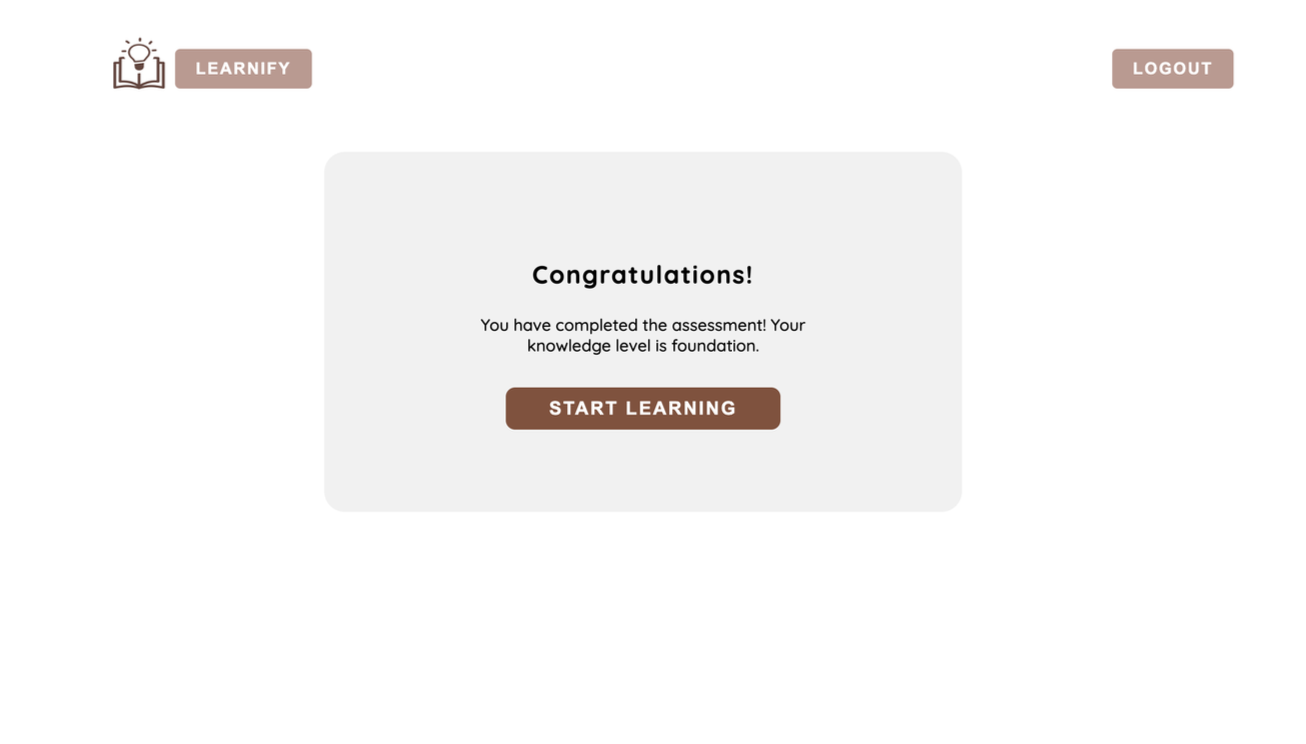 LEARNIFY
LOGOUT
Congratulations!
You have completed the assessment! Your
knowledge level is foundation.
START LEARNING